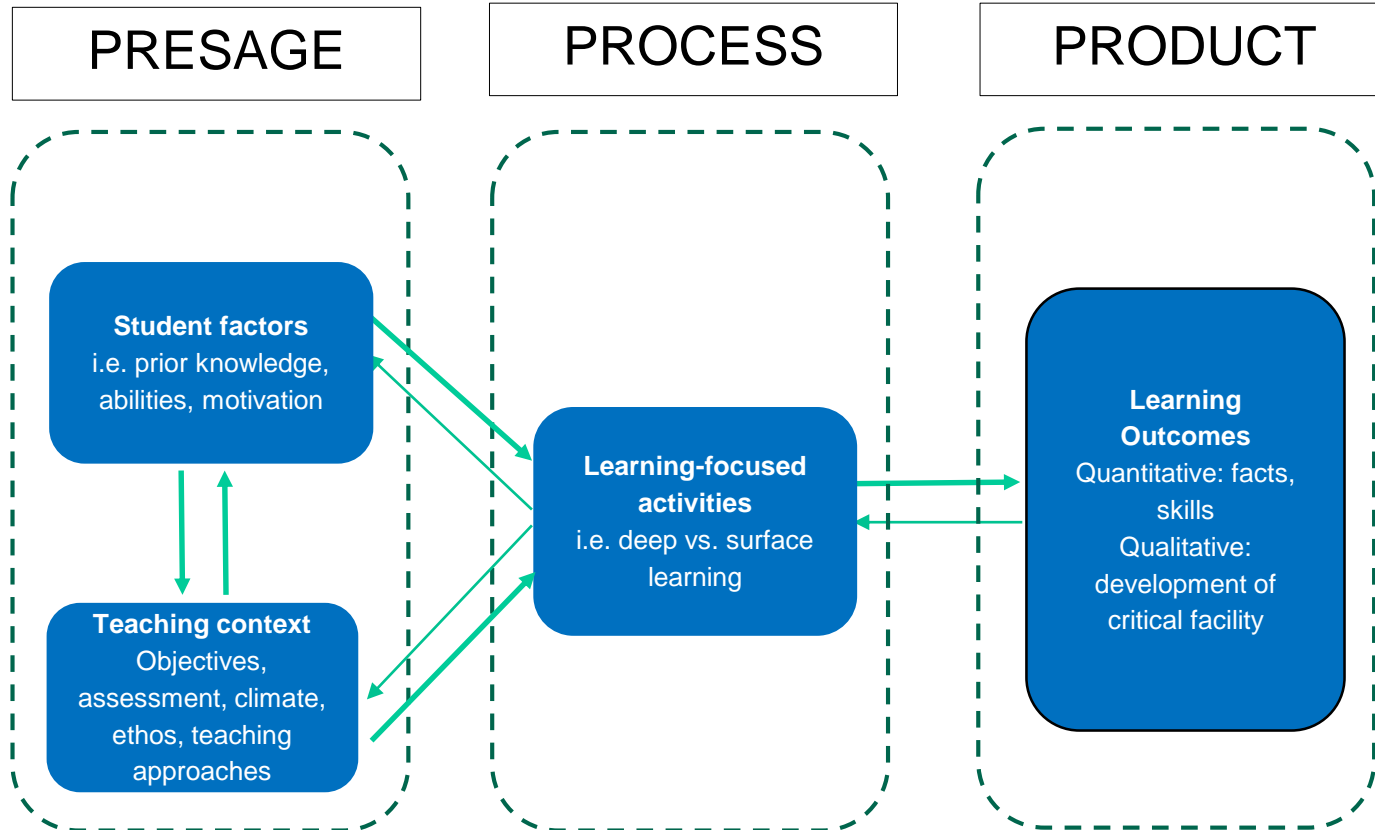 PRESAGE
PROCESS
PRODUCT
Student factors
i.e. prior knowledge,
abilities, motivation
Teaching context
Objectives,
assessment, climate,
ethos, teaching
approaches
Learning-focused
activities
i.e. deep vs. surface
learning
Learning
Outcomes
Quantitative: facts,
skills
Qualitative:
development of
critical facility